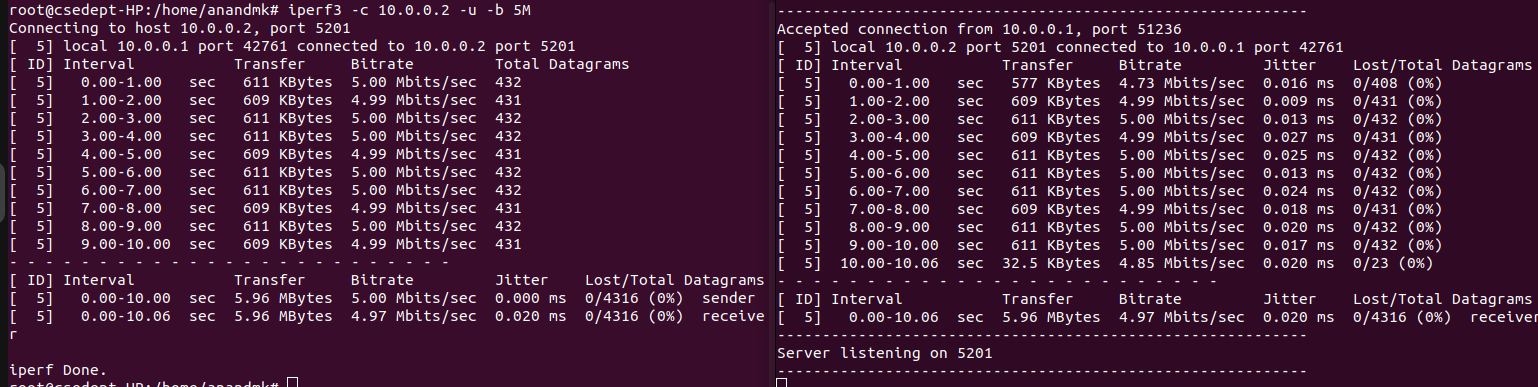 root@csedept-HP:/home/anandmk# iperf3 -c 10.0.0.2 -u -b 5M
Connecting to host 10.0.0.2, port 5201
[  5] local 10.0.0.1 port 42761 connected to 10.0.0.2 port 5201
[ ID] Interval           Transfer     Bitrate         Total Datagrams
[  5]   0.00-1.00   sec   611 KBytes  5.00 Mbits/sec  432
[  5]   1.00-2.00   sec   609 KBytes  4.99 Mbits/sec  431
[  5]   2.00-3.00   sec   611 KBytes  5.00 Mbits/sec  432
[  5]   3.00-4.00   sec   611 KBytes  5.00 Mbits/sec  432
[  5]   4.00-5.00   sec   609 KBytes  4.99 Mbits/sec  431
[  5]   5.00-6.00   sec   611 KBytes  5.00 Mbits/sec  432
[  5]   6.00-7.00   sec   611 KBytes  5.00 Mbits/sec  432
[  5]   7.00-8.00   sec   609 KBytes  4.99 Mbits/sec  431
[  5]   8.00-9.00   sec   611 KBytes  5.00 Mbits/sec  432
[  5]   9.00-10.00  sec   609 KBytes  4.99 Mbits/sec  431
- - - - - - - - - - - - - - - - - - - - - - - - -
[ ID] Interval           Transfer     Bitrate         Jitter    Lost/Total Datagrams
[  5]   0.00-10.00  sec  5.96 MBytes  5.00 Mbits/sec  0.000 ms  0/4316 (0%)  sender
[  5]   0.00-10.06  sec  5.96 MBytes  4.97 Mbits/sec  0.020 ms  0/4316 (0%)  receive
r
iperf Done.
root@csedept-HP:/home/anandmk#
-----------------------------------------------------------
Accepted connection from 10.0.0.1, port 51236
[  5] local 10.0.0.2 port 5201 connected to 10.0.0.1 port 42761
[ ID] Interval           Transfer     Bitrate         Jitter    Lost/Total Datagrams
[  5]   0.00-1.00   sec   577 KBytes  4.73 Mbits/sec  0.016 ms  0/408 (0%)
[  5]   1.00-2.00   sec   609 KBytes  4.99 Mbits/sec  0.009 ms  0/431 (0%)
[  5]   2.00-3.00   sec   611 KBytes  5.00 Mbits/sec  0.013 ms  0/432 (0%)
[  5]   3.00-4.00   sec   609 KBytes  4.99 Mbits/sec  0.027 ms  0/431 (0%)
[  5]   4.00-5.00   sec   611 KBytes  5.00 Mbits/sec  0.025 ms  0/432 (0%)
[  5]   5.00-6.00   sec   611 KBytes  5.00 Mbits/sec  0.013 ms  0/432 (0%)
[  5]   6.00-7.00   sec   611 KBytes  5.00 Mbits/sec  0.024 ms  0/432 (0%)
[  5]   7.00-8.00   sec   609 KBytes  4.99 Mbits/sec  0.018 ms  0/431 (0%)
[  5]   8.00-9.00   sec   611 KBytes  5.00 Mbits/sec  0.020 ms  0/432 (0%)
[  5]   9.00-10.00  sec   611 KBytes  5.00 Mbits/sec  0.017 ms  0/432 (0%)
[  5]  10.00-10.06  sec  32.5 KBytes  4.85 Mbits/sec  0.020 ms  0/23 (0%)
- - - - - - - - - - - - - - - - - - - - - - - - -
[ ID] Interval           Transfer     Bitrate         Jitter    Lost/Total Datagrams
[  5]   0.00-10.06  sec  5.96 MBytes  4.97 Mbits/sec  0.020 ms  0/4316 (0%)  receiver
-----------------------------------------------------------
Server listening on 5201
-----------------------------------------------------------